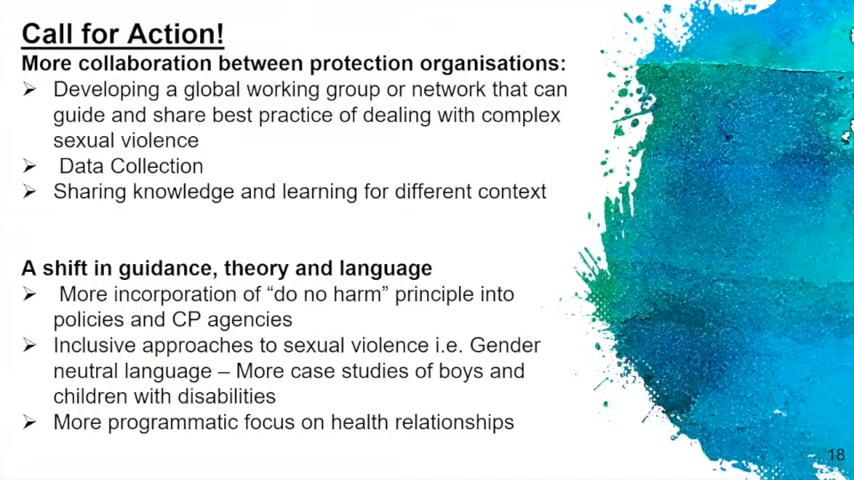 Call for Action!
More collaboration between protection organisations:
➢ Developing a global working group or network that can
guide and share best practice of dealing with complex
sexual violence
➢ Data Collection
➢ Sharing knowledge and learning for different context
A shift in guidance, theory and language
➢ More incorporation of “do no harm” principle into
policies and CP agencies
➢ Inclusive approaches to sexual violence i.e. Gender
neutral language – More case studies of boys and
children with disabilities
➢ More programmatic focus on health relationships
18